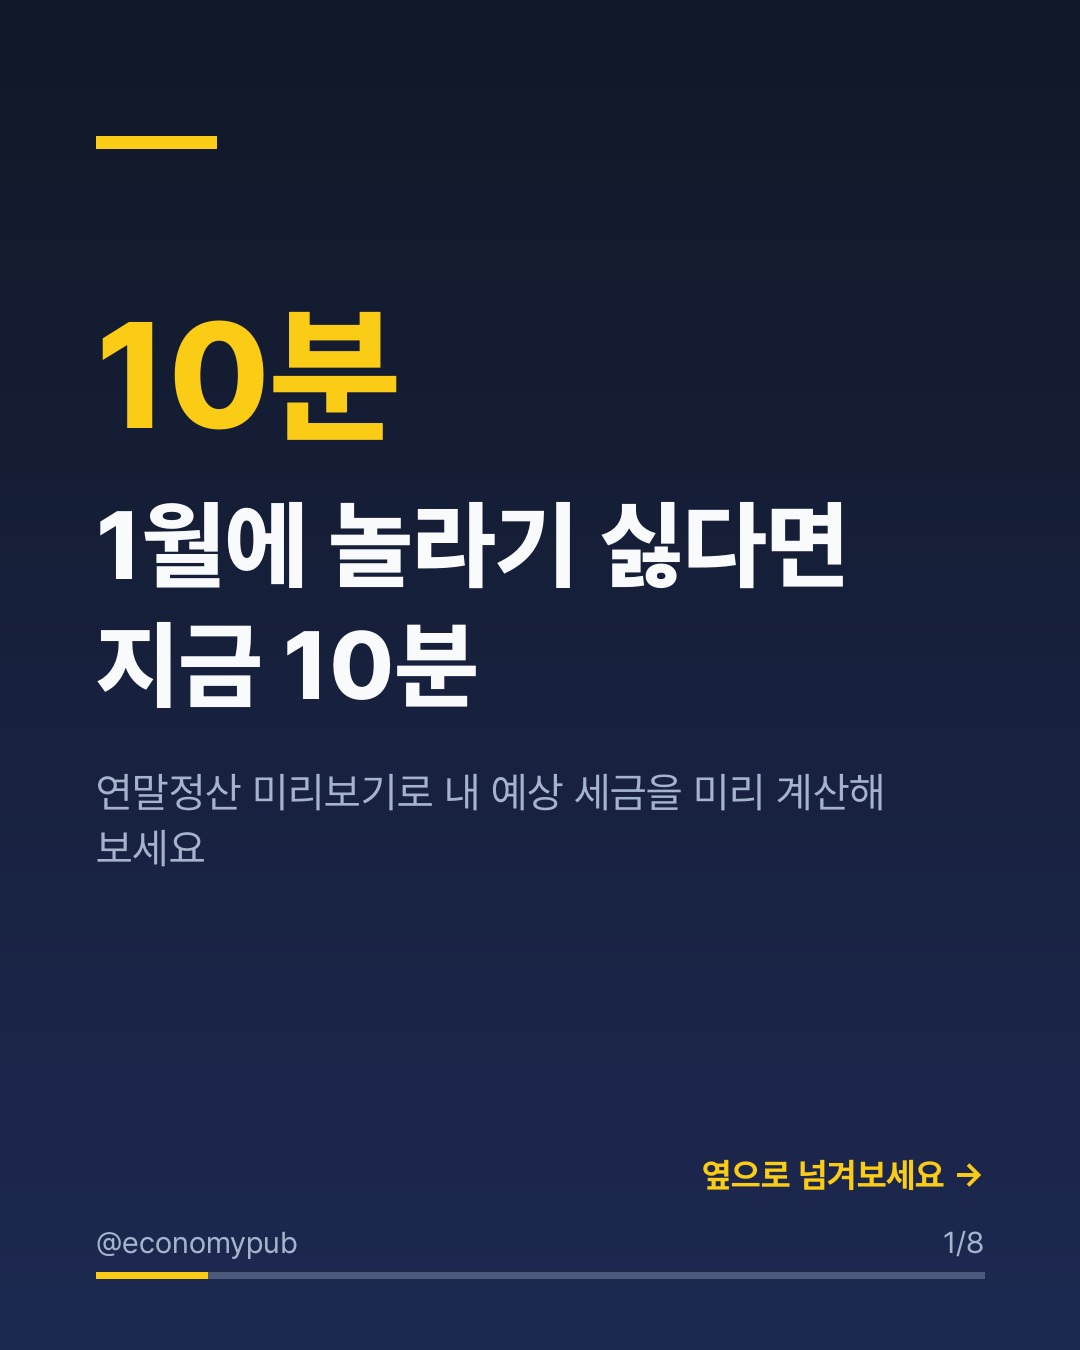 10분
1월에 놀라기 싫다면
지금 10분
연말정산 미리보기로 내 예상 세금을 미리 계산해
보세요
옆으로 넘겨보세요 →
@economypub
1/8